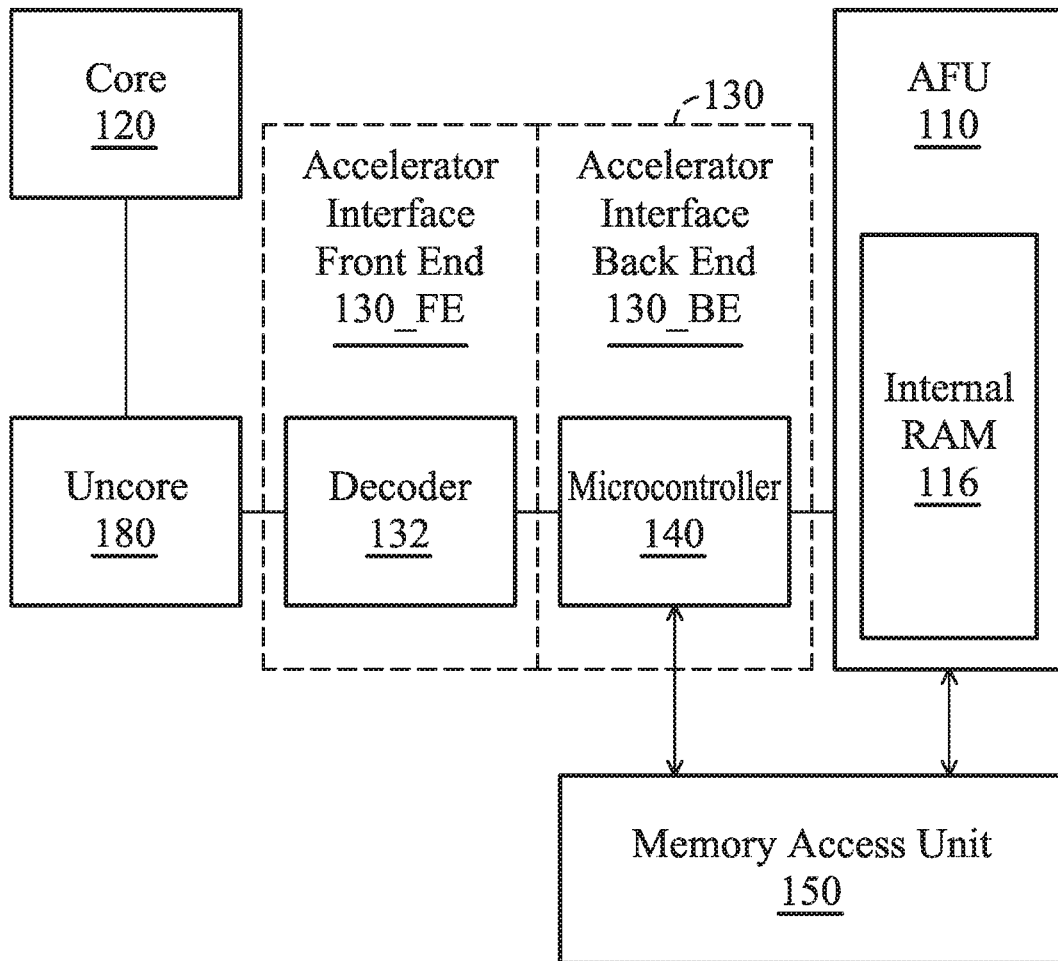 Core
120
130
AFU
110
Accelerator
Interface
Front End
130_FE
Accelerator
Interface
Back End
130_BE
Internal
RAM
116
Uncore
180
Decoder
132
Microcontroller
140
Memory Access Unit
150